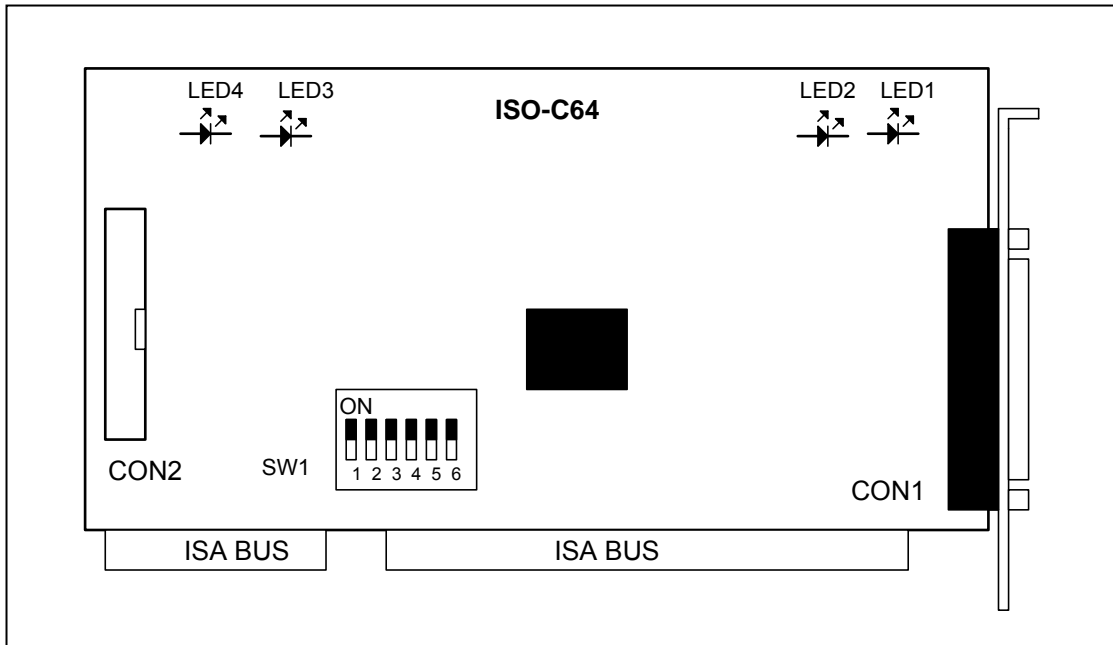 LED4 LED3 ISO-C64 LED2 LED1
ON
1 2 3 4 5 6
SW1
CON2
CON1
ISA BUS ISA BUS